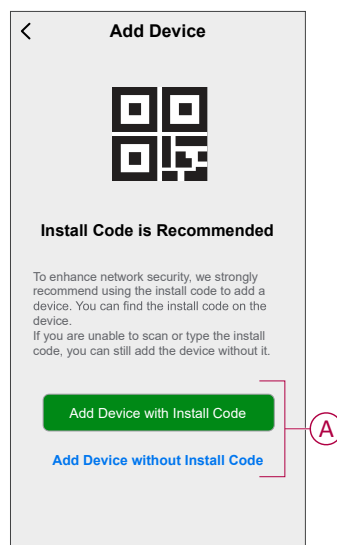 Add Device
Install Code is Recommended
To enhance network security, we strongly
recommend using the install code to add a
device. You can find the install code on the
device.
If you are unable to scan or type the install
code, you can still add the device without it.
Add Device with Install Code
A
Add Device without Install Code